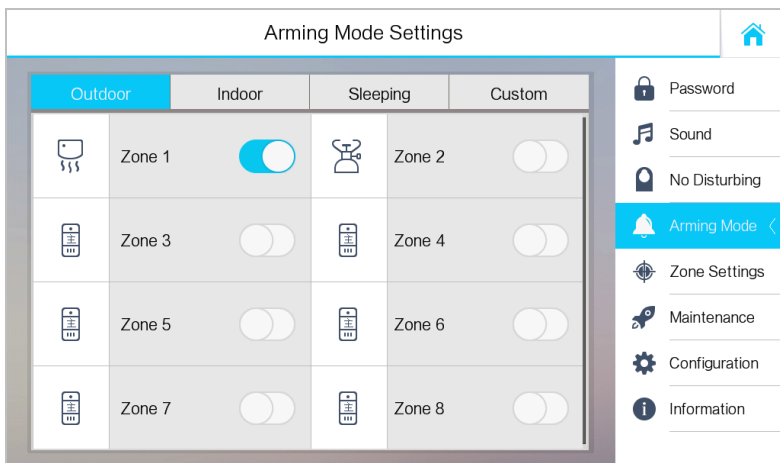 Arming Mode Settings
Outdoor Indoor Sleeping Custom
Zone 1 Zone 2
Zone 3 Zone 4
Zone 5 Zone 6
Zone 7 Zone 8
Password
Sound
No Disturbing
Arming Mode
Zone Settings
Maintenance
Configuration
Information